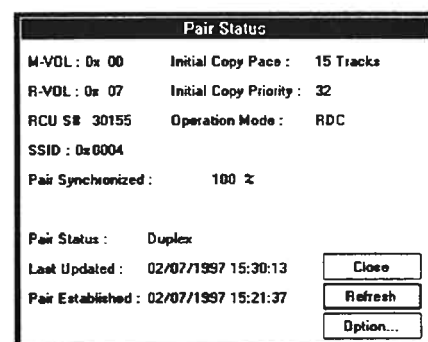 Pair Status
M-VOL : 0x 00 Initial Copy Pace : 15 Tracks
R-VOL : 0x 07 Initial Copy Priority : 32
RCU S# 30155 Operation Mode : RDC
SSID : 0x0004
Pair Synchronized : 100 %
Pair Status : Duplex
Last Updated : 02/07/1997 15:30:13 Close
Pair Established : 02/07/1997 15:21:37 Refresh
Option...